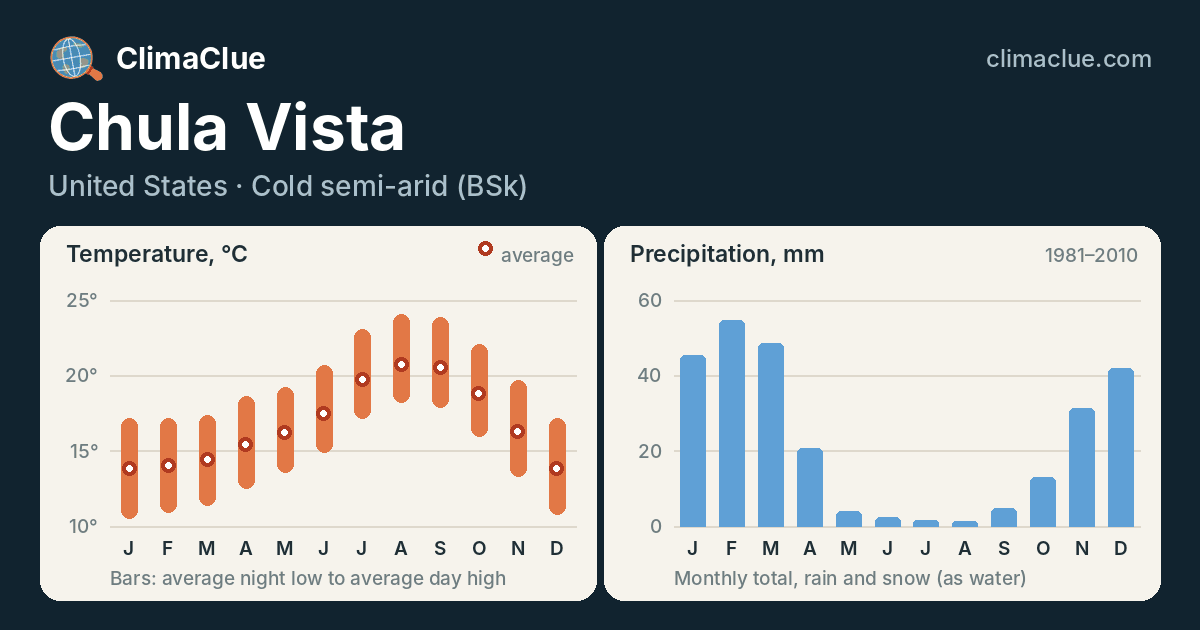 ClimaClue
climaclue.com
Chula Vista
United States · Cold semi-arid (BSk)
Temperature, °C
average
25°
20°
15°
10°
J F M A M J J A S O N D
Bars: average night low to average day high
Precipitation, mm
1981–2010
60
40
20
0
J F M A M J J A S O N D
Monthly total, rain and snow (as water)